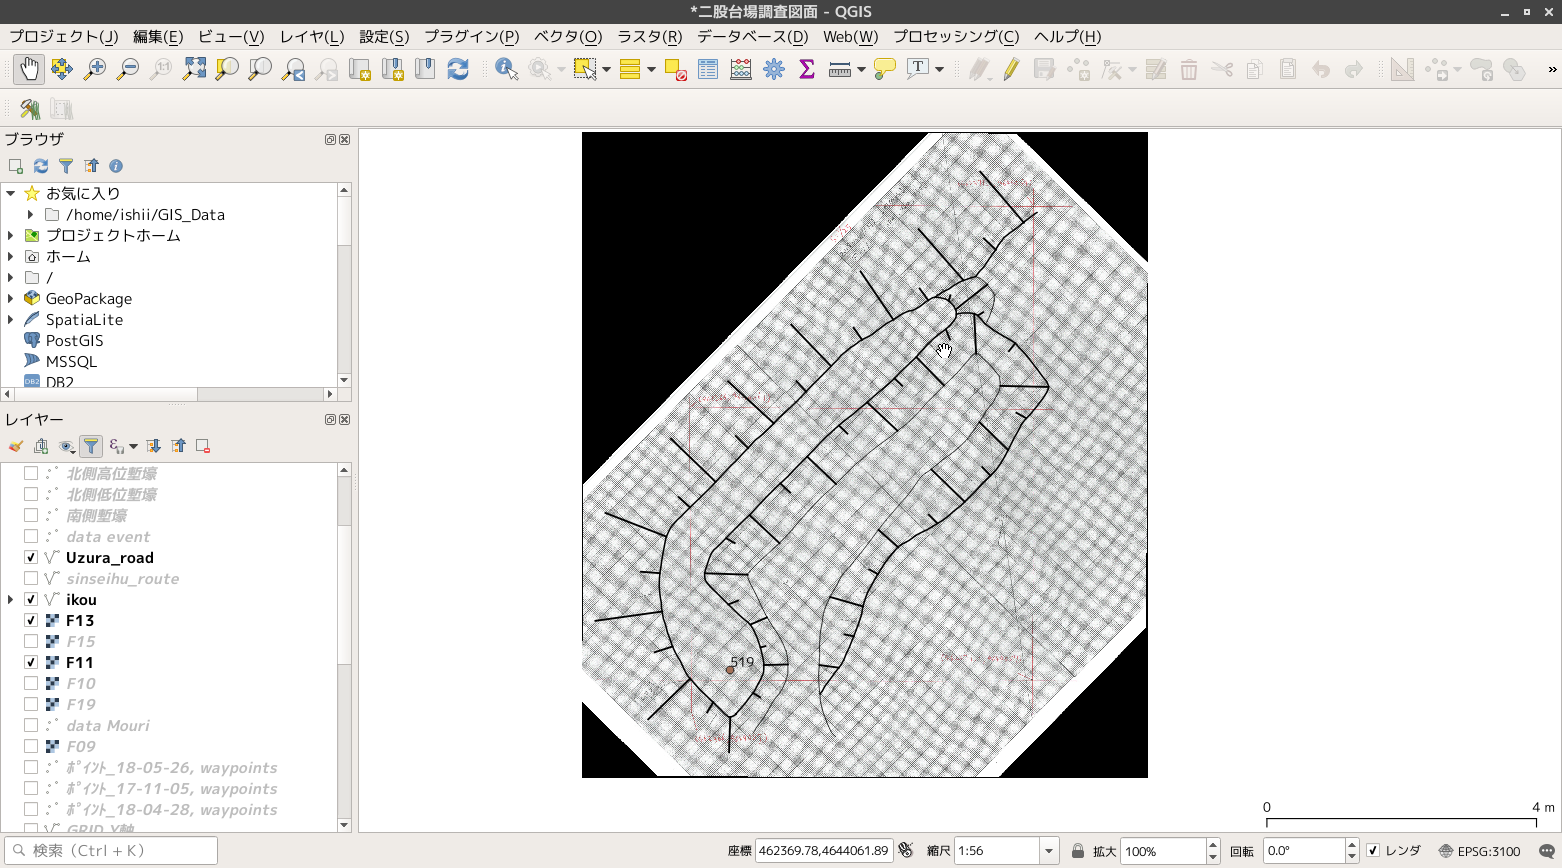 *二股台場調査図面 - QGIS
プロジェクト(J) 編集(E) ビュー(V) レイヤ(L) 設定(S) プラグイン(P) ベクタ(O) ラスタ(R) データベース(D) Web(W) プロセッシング(C) ヘルプ(H)
ブラウザ
お気に入り
/home/ishii/GIS_Data
プロジェクトホーム
ホーム
/
GeoPackage
SpatiaLite
PostGIS
MSSQL
DB2 DB2
レイヤー
北側高位塹壕
北側低位塹壕
南側塹壕
data event
Uzura_road
sinseihu_route
ikou
F13
F15
F11
F10
F19
data Mouri
F09
ﾎﾟｲﾝﾄ_18-05-26, waypoints
ﾎﾟｲﾝﾄ_17-11-05, waypoints
ﾎﾟｲﾝﾄ_18-04-28, waypoints
GRID Y軸
519
0 4 m
検索 (Ctrl + K)
座標 462369.78,4644061.89 縮尺 1:56 拡大 100% 回転 0.0° レンダ EPSG:3100